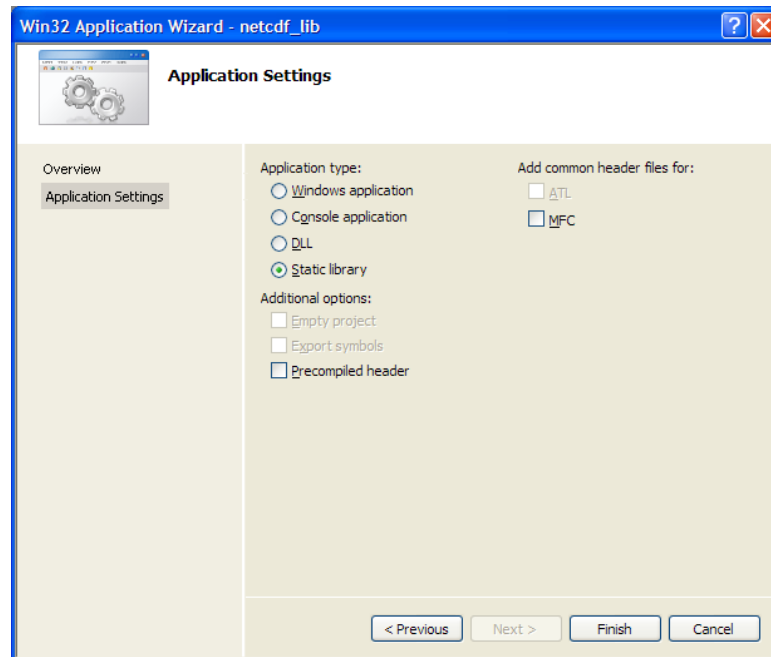 Win32 Application Wizard - netcdf_lib
Application Settings
Overview
Application Settings
Application type:
Windows application
Console application
DLL
Static library
Additional options:
Empty project
Export symbols
Precompiled header
Add common header files for:
ATL
MFC
< Previous
Next >
Finish
Cancel